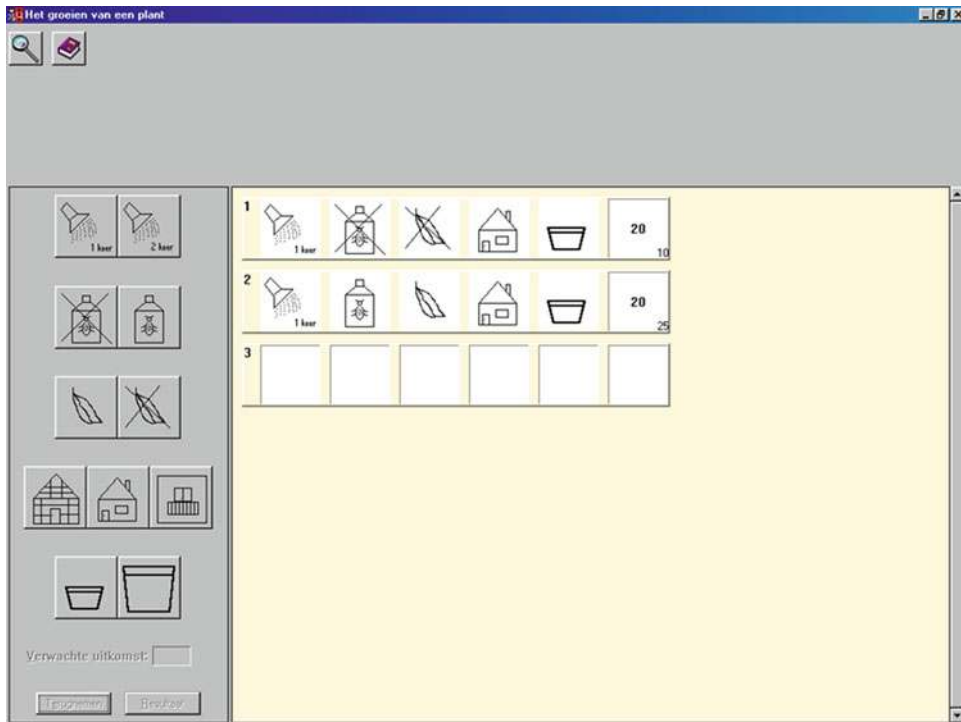 Het groeien van een plant
1 keer 2 keer
1 1 keer 20 10
2 1 keer 20 25
3
Verwachte uitkomst: